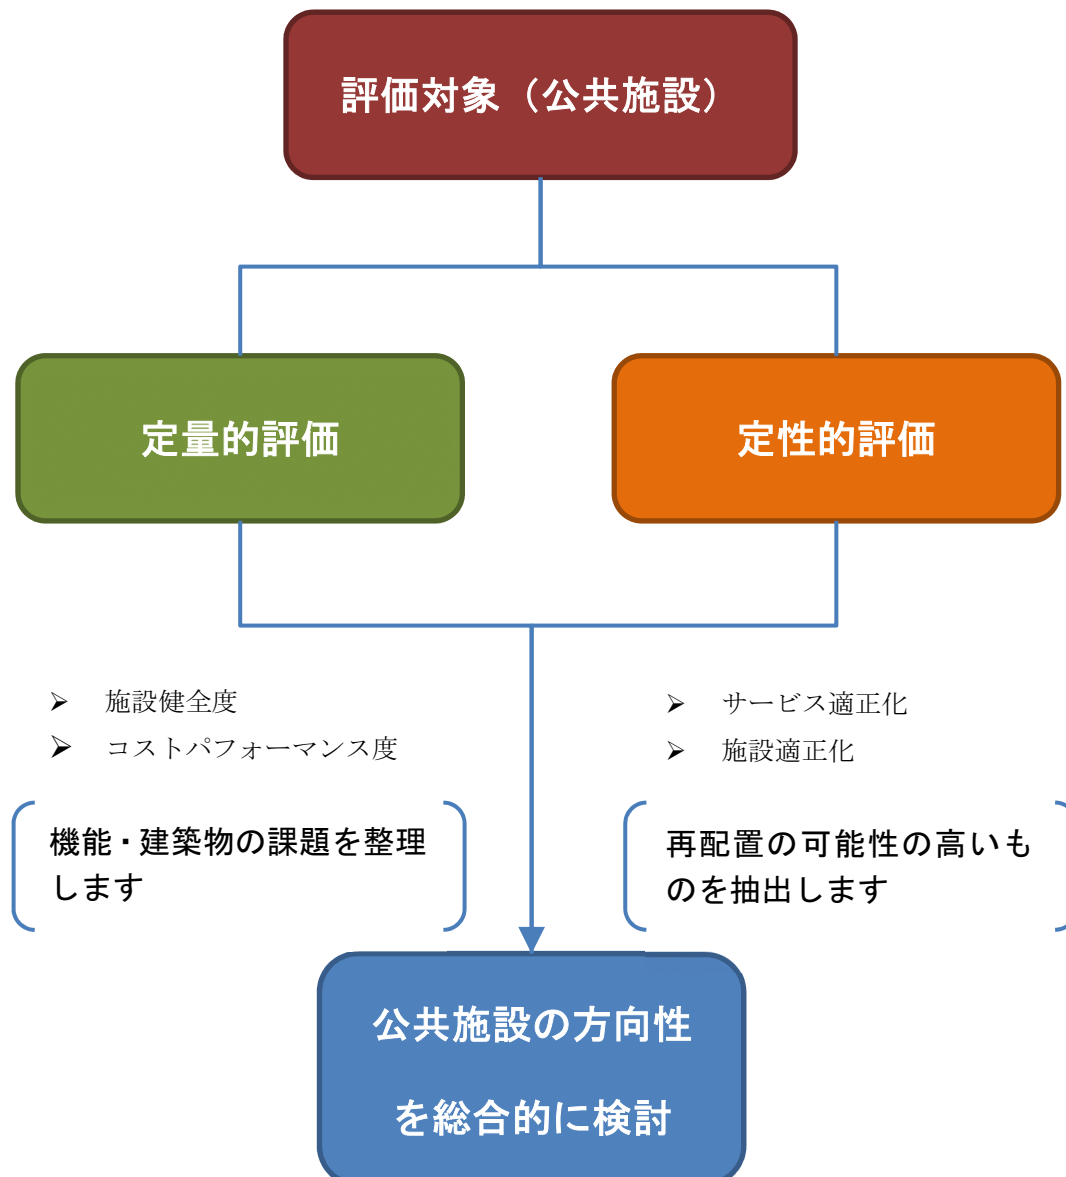 評価対象（公共施設）
定量的評価
定性的評価
➢ 施設健全度
➢ コストパフォーマンス度
機能・建築物の課題を整理
します
➢ サービス適正化
➢ 施設適正化
再配置の可能性の高いも
のを抽出します
公共施設の方向性
を総合的に検討